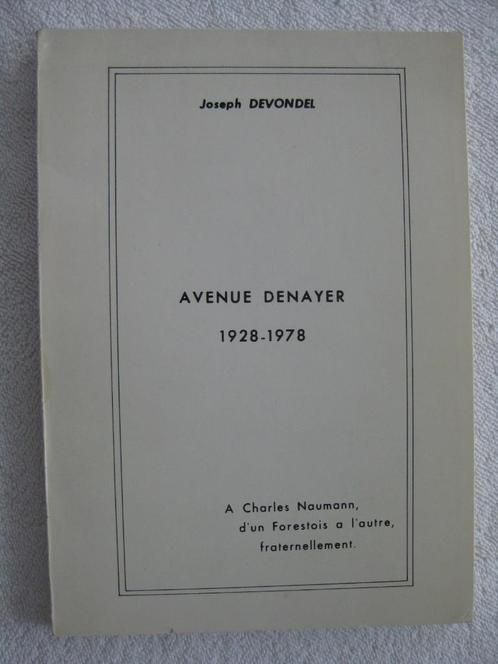 Joseph DEVONDEL
AVENUE DENAYER
1928-1978
A Charles Naumann,
d'un Forestois a l'autre,
fraternellement.